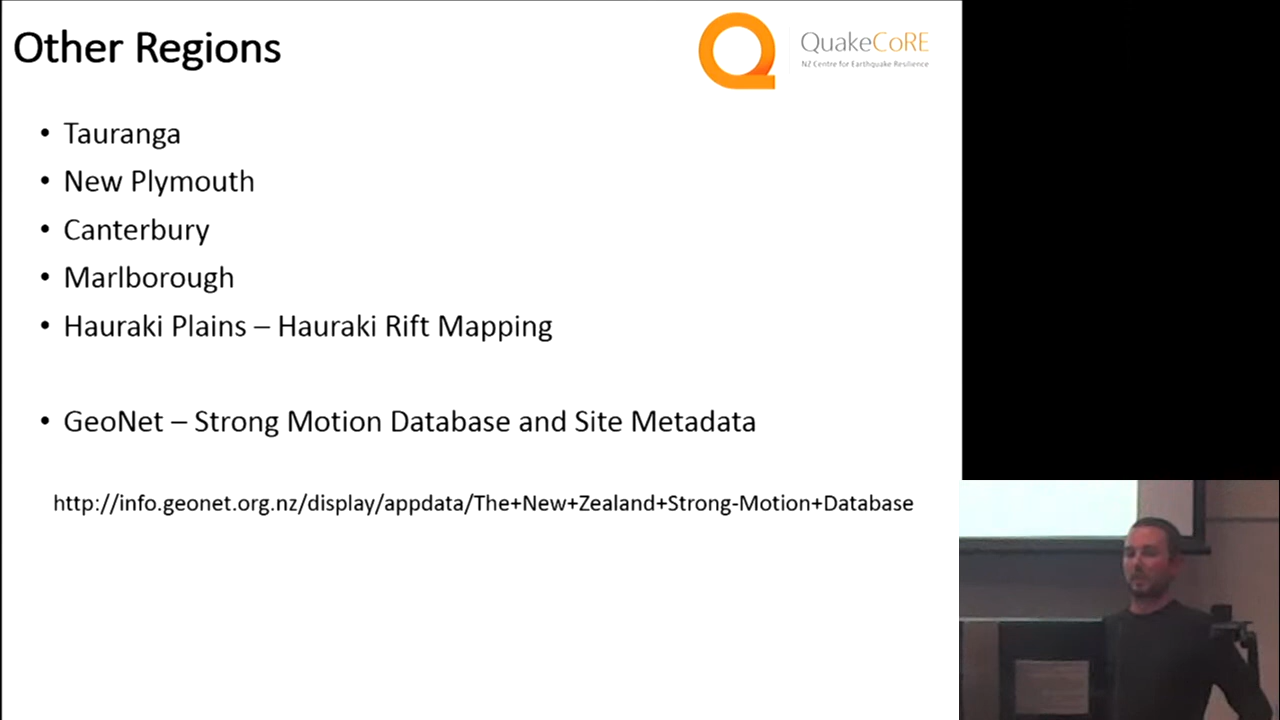 Other Regions
QuakeCoRE
NZ Centre for Earthquake Resilience
• Tauranga
• New Plymouth
• Canterbury
• Marlborough
• Hauraki Plains – Hauraki Rift Mapping
• GeoNet – Strong Motion Database and Site Metadata
http://info.geonet.org.nz/display/appdata/The+New+Zealand+Strong-Motion+Database